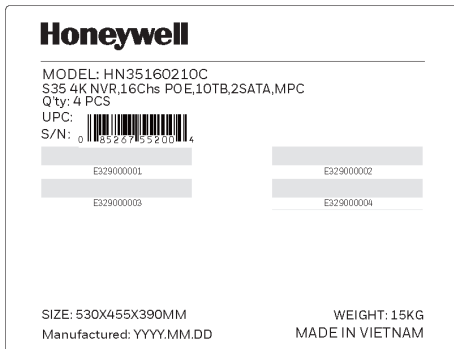 Honeywell
MODEL: HN35160210C
S35 4K NVR,16Chs POE,10TB,2SATA,MPC
Q'ty: 4 PCS
UPC:
S/N:
0 85267 55200 4
E329000001 E329000002
E329000003 E329000004
SIZE: 530X455X390MM WEIGHT: 15KG
Manufactured: YYYY.MM.DD MADE IN VIETNAM